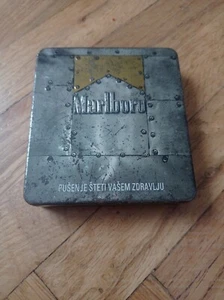 Marlboro
PUŠENJE ŠTETI VAŠEM ZDRAVLJU